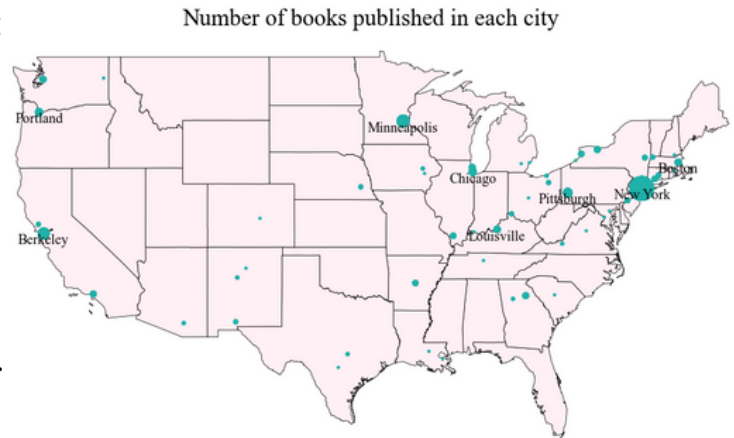 Number of books published in each city
Portland
Minneapolis
Chicago
Boston
Pittsburgh
New York
Berkeley
Louisville